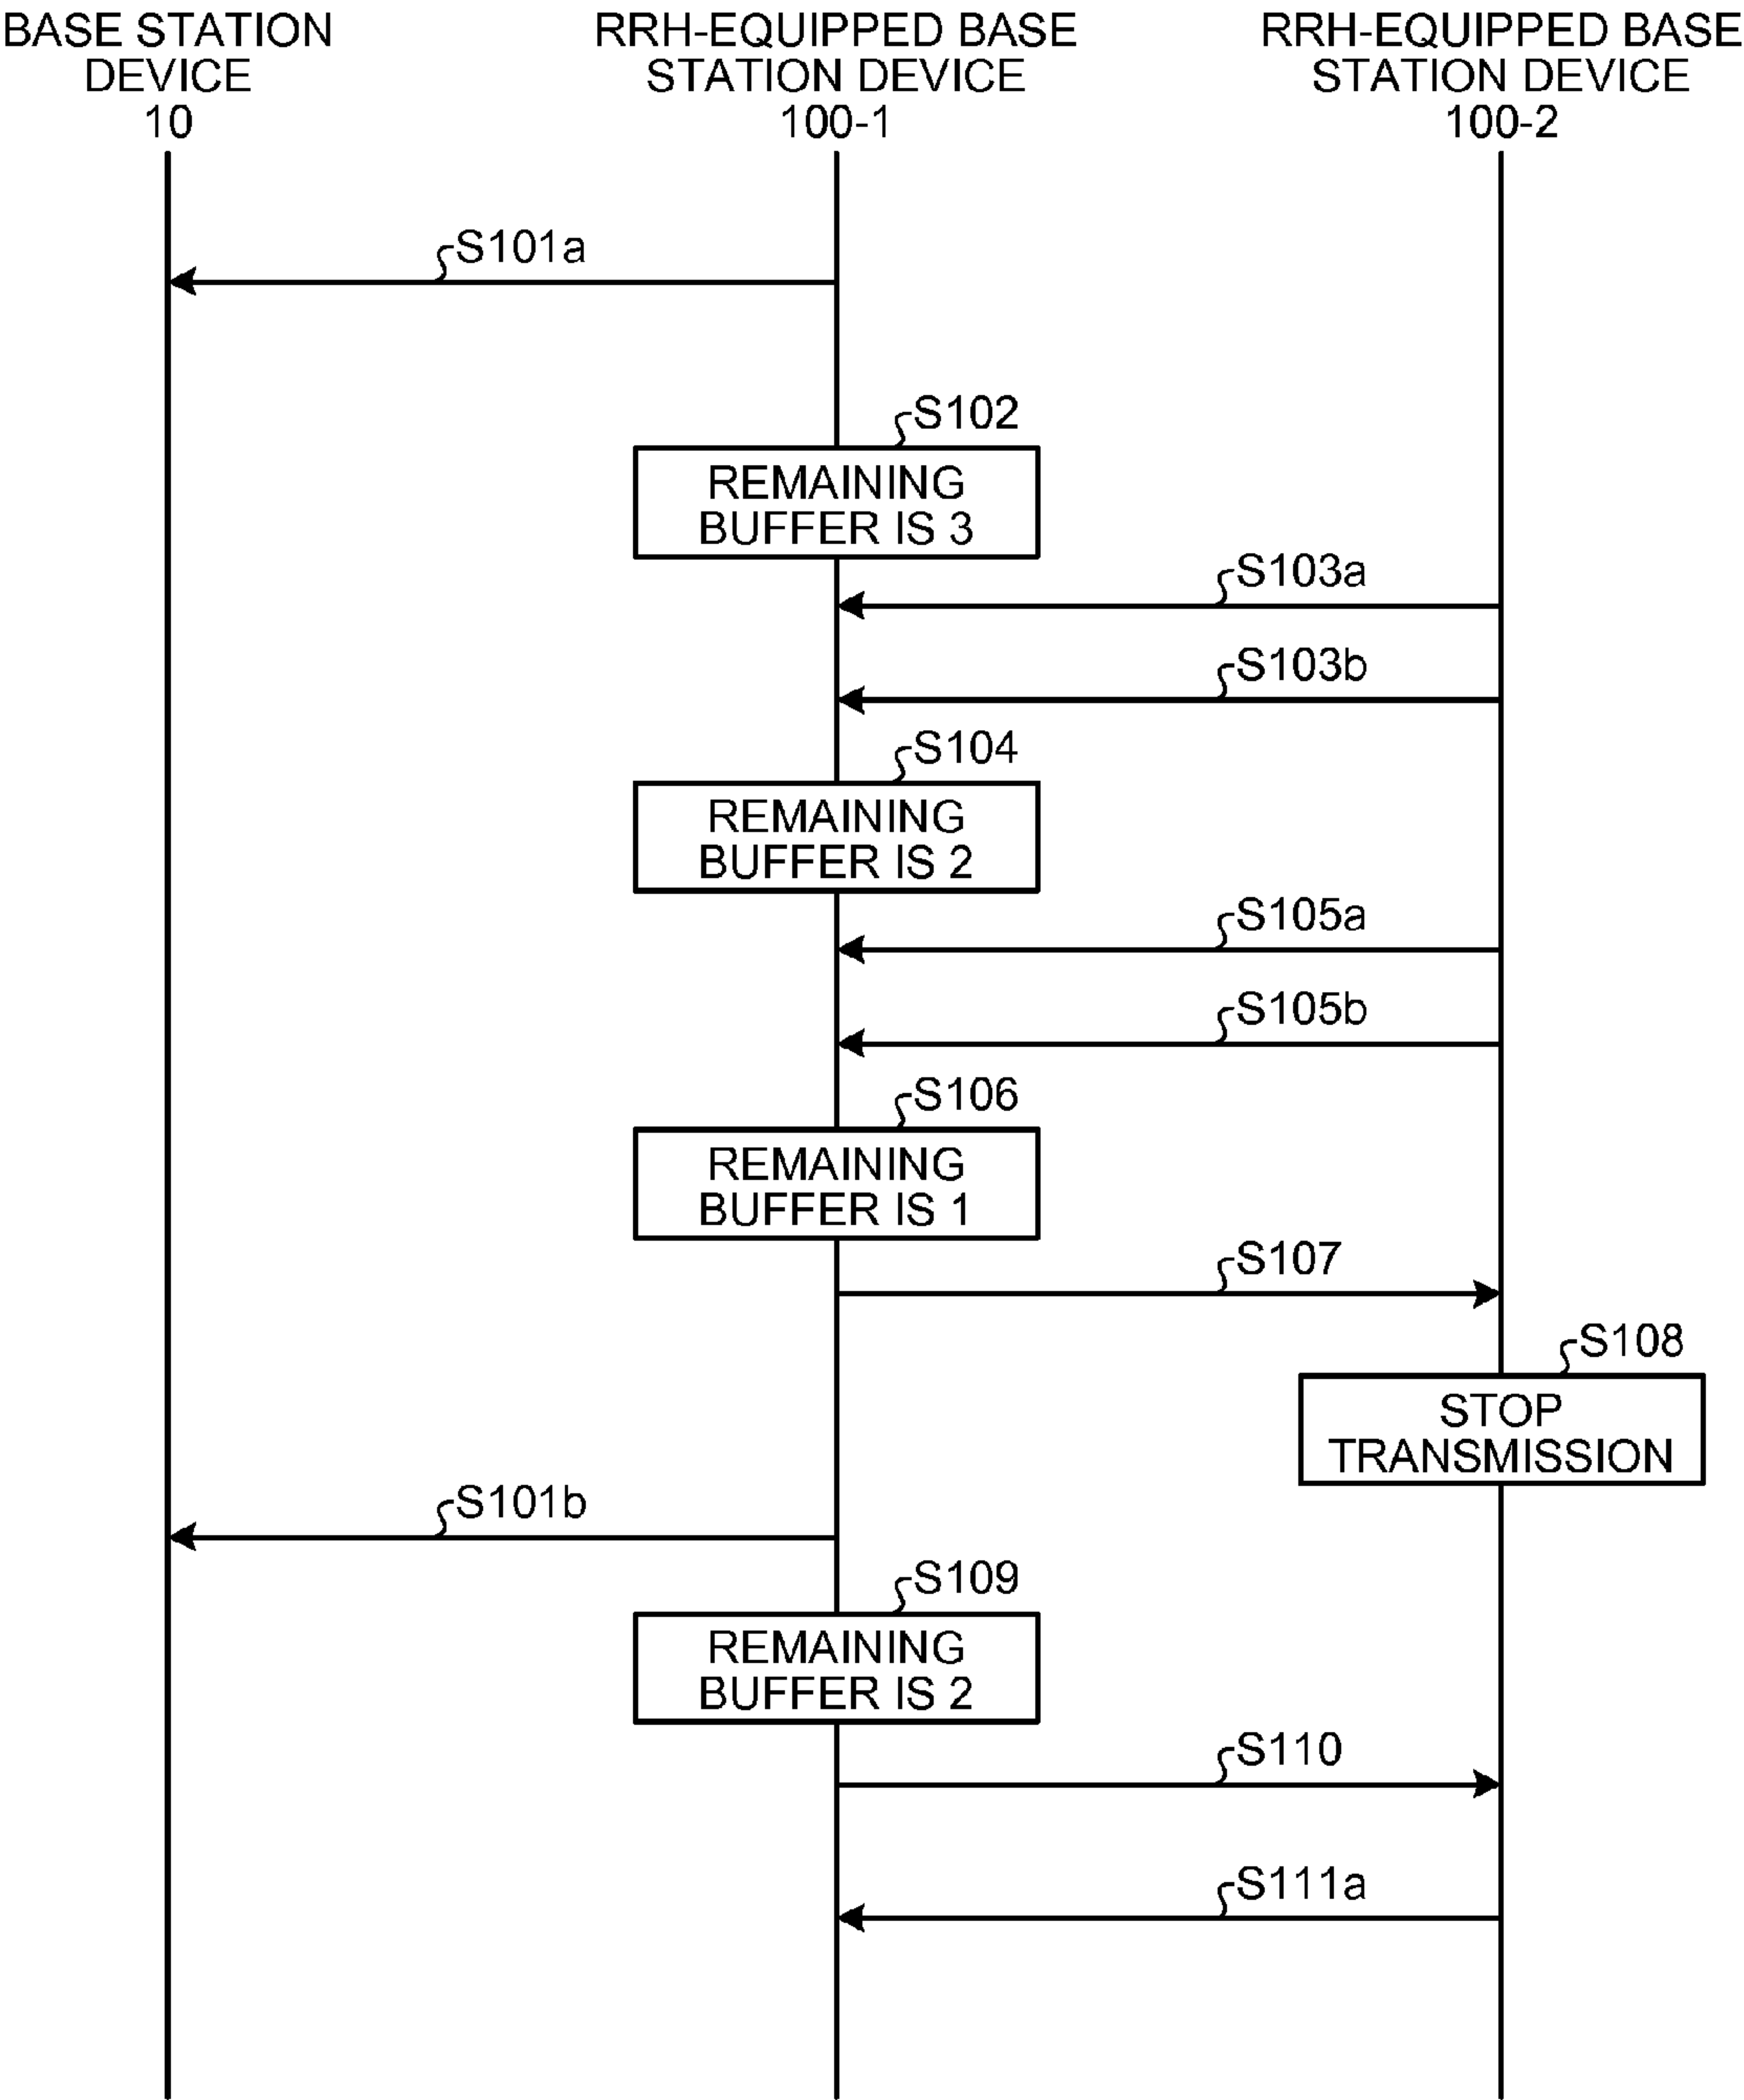 BASE STATION
DEVICE
10
RRH-EQUIPPED BASE
STATION DEVICE
100-1
RRH-EQUIPPED BASE
STATION DEVICE
100-2
S101a
S102
REMAINING
BUFFER IS 3
S103a
S103b
S104
REMAINING
BUFFER IS 2
S105a
S105b
S106
REMAINING
BUFFER IS 1
S107
S108
STOP
TRANSMISSION
S101b
S109
REMAINING
BUFFER IS 2
S110
S111a